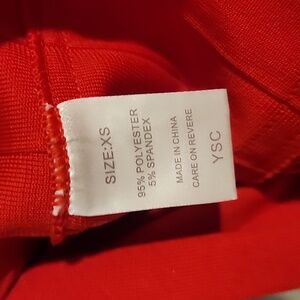 SIZE:XS
95% POLYESTER
5% SPANDEX
MADE IN CHINA
CARE ON REVERE
YSC